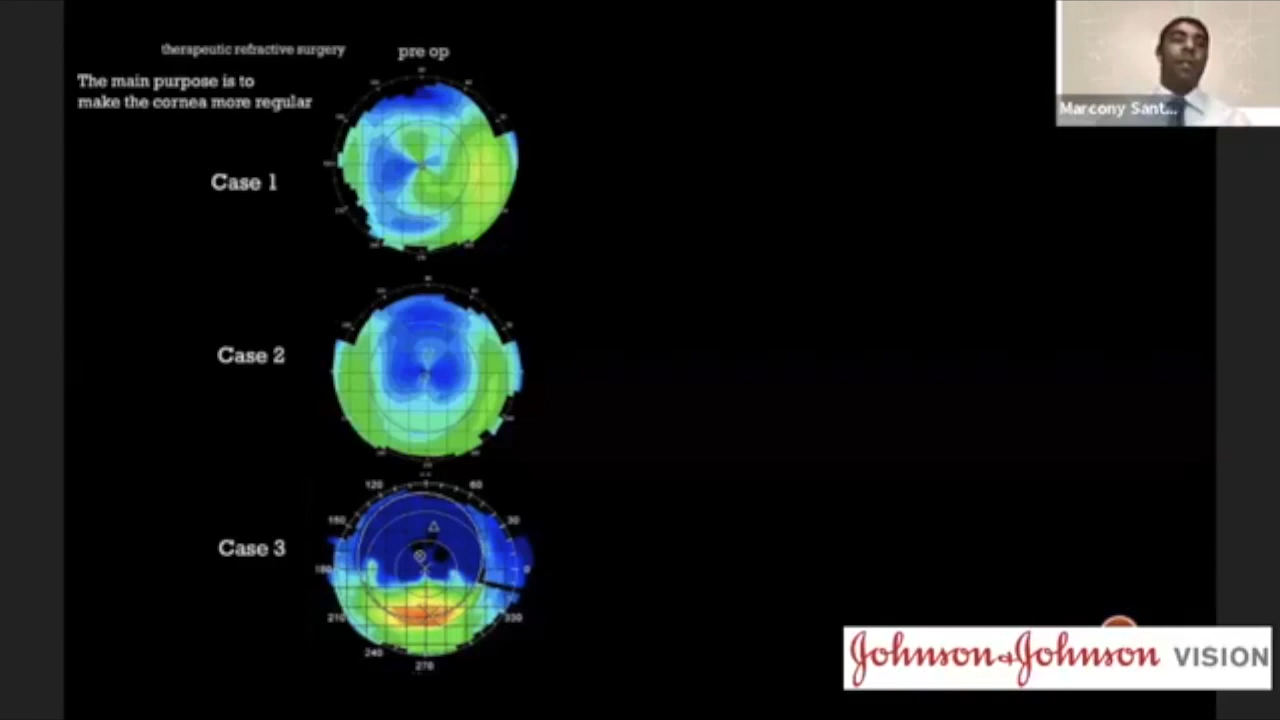 therapeutic refractive surgery
pre op
The main purpose is to
make the cornea more regular
Marcony Sant...
Case 1
Case 2
120
60
150
30
Case 3
180
0
210
330
240
270
Johnson & Johnson VISION